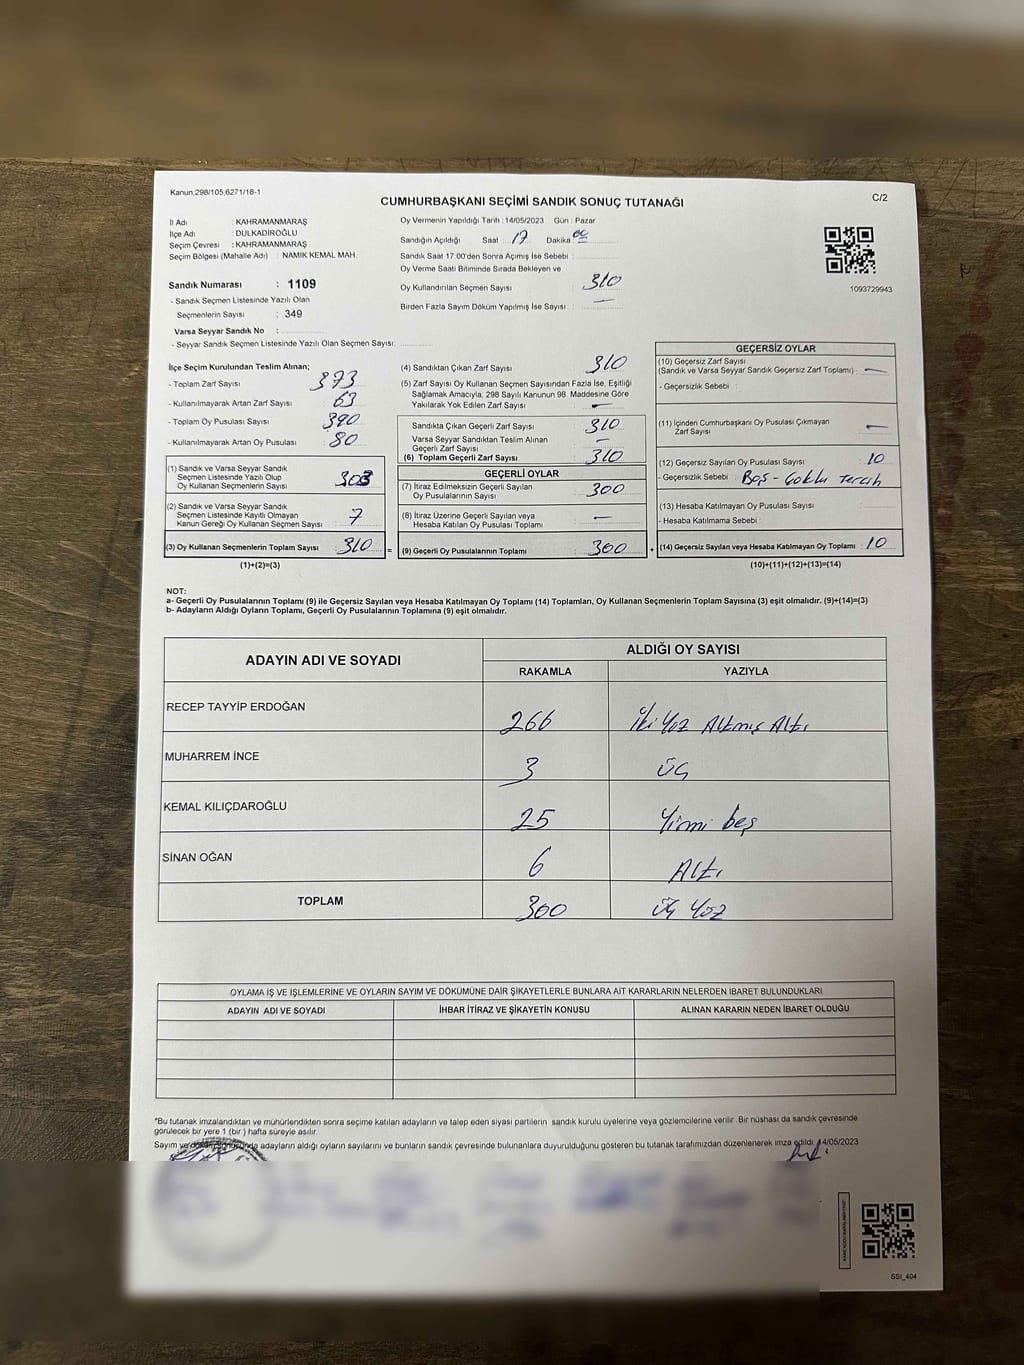 Kanun:298/105,6271/18-1
CUMHURBAŞKANI SEÇİMİ SANDIK SONUÇ TUTANAĞI
C/2
İl Adı : KAHRAMANMARAŞ
İlçe Adı : DULKADİROĞLU
Seçim Çevresi : KAHRAMANMARAŞ
Seçim Bölgesi (Mahalle Adı) : NAMIK KEMAL MAH.
Sandık Numarası : 1109
- Sandık Seçmen Listesinde Yazılı Olan
Seçmenlerin Sayısı : 349
Varsa Seyyar Sandık No :
- Seyyar Sandık Seçmen Listesinde Yazılı Olan Seçmen Sayısı:
Oy Vermenin Yapıldığı Tarih :14/05/2023 Gün : Pazar
Sandığın Açıldığı Saat : 17 Dakika : 00
Sandık Saat 17:00'den Sonra Açımış İse Sebebi :
Oy Verme Saati Bitiminde Sırada Bekleyen ve
Oy Kullandırılan Seçmen Sayısı : 310
Birden Fazla Sayım Döküm Yapılmış İse Sayısı : —
1093729943
İlçe Seçim Kurulundan Teslim Alınan;
- Toplam Zarf Sayısı : 373
- Kullanılmayarak Artan Zarf Sayısı : 63
- Toplam Oy Pusulası Sayısı : 390
- Kullanılmayarak Artan Oy Pusulası : 80
(1) Sandık ve Varsa Seyyar Sandık
Seçmen Listesinde Yazılı Olup
Oy Kullanan Seçmenlerin Sayısı : 303
(2) Sandık ve Varsa Seyyar Sandık
Seçmen Listesinde Kayıtlı Olmayan
Kanun Gereği Oy Kullanan Seçmen Sayısı : 7
(3) Oy Kullanan Seçmenlerin Toplam Sayısı : 310
(1)+(2)=(3)
(4) Sandıktan Çıkan Zarf Sayısı : 310
(5) Zarf Sayısı Oy Kullanan Seçmen Sayısından Fazla İse, Eşitliği
Sağlamak Amacıyla, 298 Sayılı Kanunun 98. Maddesine Göre
Yakılarak Yok Edilen Zarf Sayısı : —
Sandıkta Çıkan Geçerli Zarf Sayısı : 310
Varsa Seyyar Sandıktan Teslim Alınan
Geçerli Zarf Sayısı : —
(6) Toplam Geçerli Zarf Sayısı : 310
GEÇERLİ OYLAR
(7) İtiraz Edilmeksizin Geçerli Sayılan
Oy Pusulalarının Sayısı : 300
(8) İtiraz Üzerine Geçerli Sayılan veya
Hesaba Katılan Oy Pusulası Toplamı : —
= (9) Geçerli Oy Pusulalarının Toplamı : 300
GEÇERSİZ OYLAR
(10) Geçersiz Zarf Sayısı
(Sandık ve Varsa Seyyar Sandık Geçersiz Zarf Toplamı) : —
- Geçersizlik Sebebi :
(11) İçinden Cumhurbaşkanı Oy Pusulası Çıkmayan
Zarf Sayısı : —
(12) Geçersiz Sayılan Oy Pusulası Sayısı : 10
- Geçersizlik Sebebi : Boş - Çoklu tercih
(13) Hesaba Katılmayan Oy Pusulası Sayısı :
- Hesaba Katılmama Sebebi :
+ (14) Geçersiz Sayılan veya Hesaba Katılmayan Oy Toplamı : 10
(10)+(11)+(12)+(13)=(14)
NOT:
a- Geçerli Oy Pusulalarının Toplamı (9) ile Geçersiz Sayılan veya Hesaba Katılmayan Oy Toplamı (14) Toplamları, Oy Kullanan Seçmenlerin Toplam Sayısına (3) eşit olmalıdır. (9)+(14)=(3)
b- Adayların Aldığı Oyların Toplamı, Geçerli Oy Pusulalarının Toplamına (9) eşit olmalıdır.
ADAYIN ADI VE SOYADI
ALDIĞI OY SAYISI
RAKAMLA YAZIYLA
RECEP TAYYİP ERDOĞAN 266 İki Yüz Altmış Altı
MUHARREM İNCE 3 Üç
KEMAL KILIÇDAROĞLU 25 Yirmi beş
SİNAN OĞAN 6 Altı
TOPLAM 300 Üç Yüz
OYLAMA İŞ VE İŞLEMLERİNE VE OYLARIN SAYIM VE DÖKÜMÜNE DAİR ŞİKAYETLERLE BUNLARA AİT KARARLARIN NELERDEN İBARET BULUNDUKLARI
ADAYIN ADI VE SOYADI İHBAR İTİRAZ VE ŞİKAYETİN KONUSU ALINAN KARARIN NEDEN İBARET OLDUĞU
*Bu tutanak imzalandıktan ve mühürlendikten sonra seçime katılan adayların ve talep eden siyasi partilerin sandık kurulu üyelerine veya gözlemcilerine verilir. Bir nüshası da sandık çevresinde
görülecek bir yere 1 (bir ) hafta süreyle asılır.
Sayım ve adayların aldığı oyların sayılarını ve bunların sandık çevresinde bulunanlara duyurulduğunu gösteren bu tutanak tarafımızdan düzenlenerek imza edildi. 14/05/2023
SSI_404